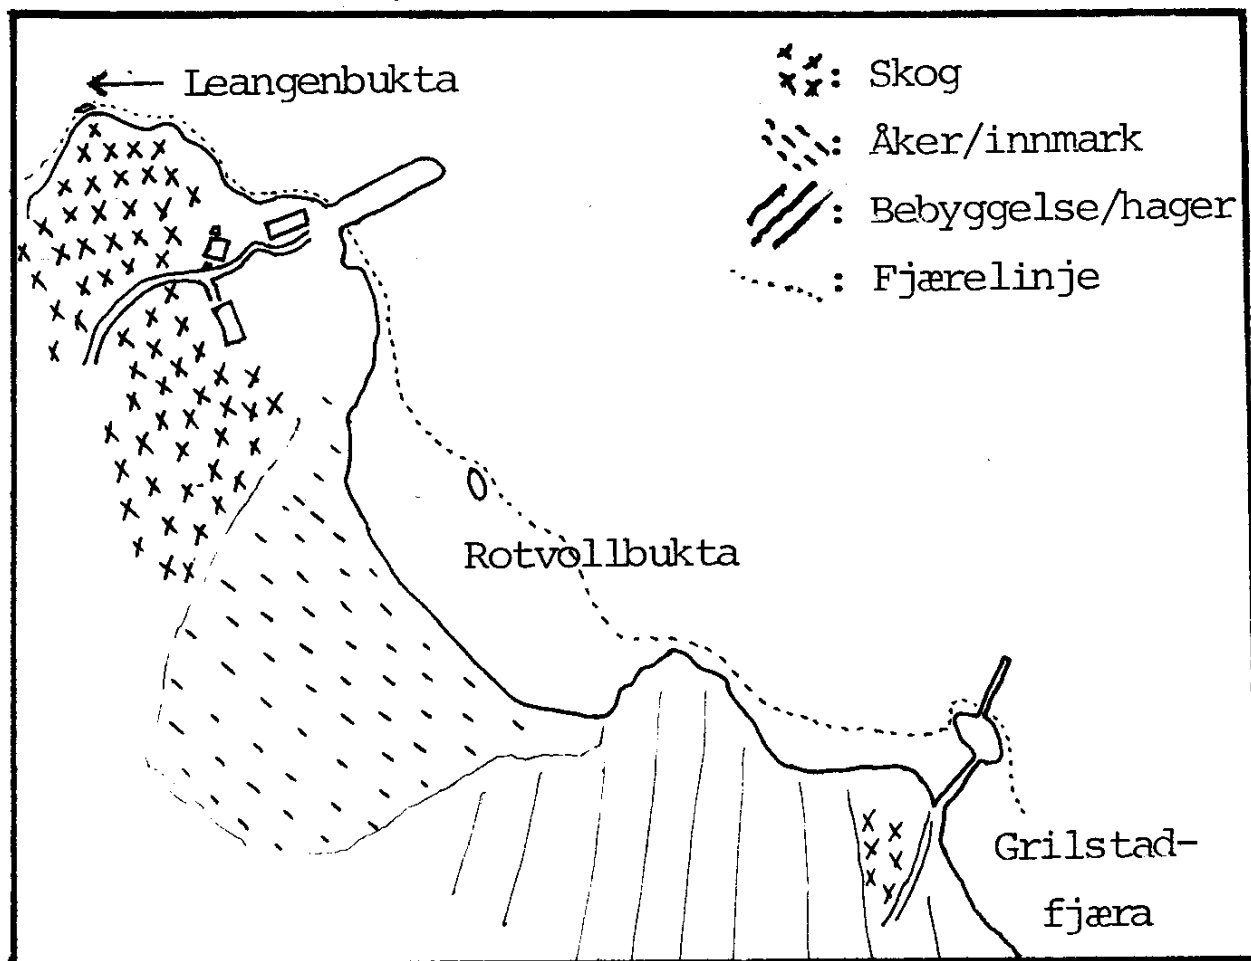 Leangenbukta
: Skog
: Åker/innmark
: Bebyggelse/hager
: Fjærelinje
Rotvollbukta
Grilstad-
fjæra